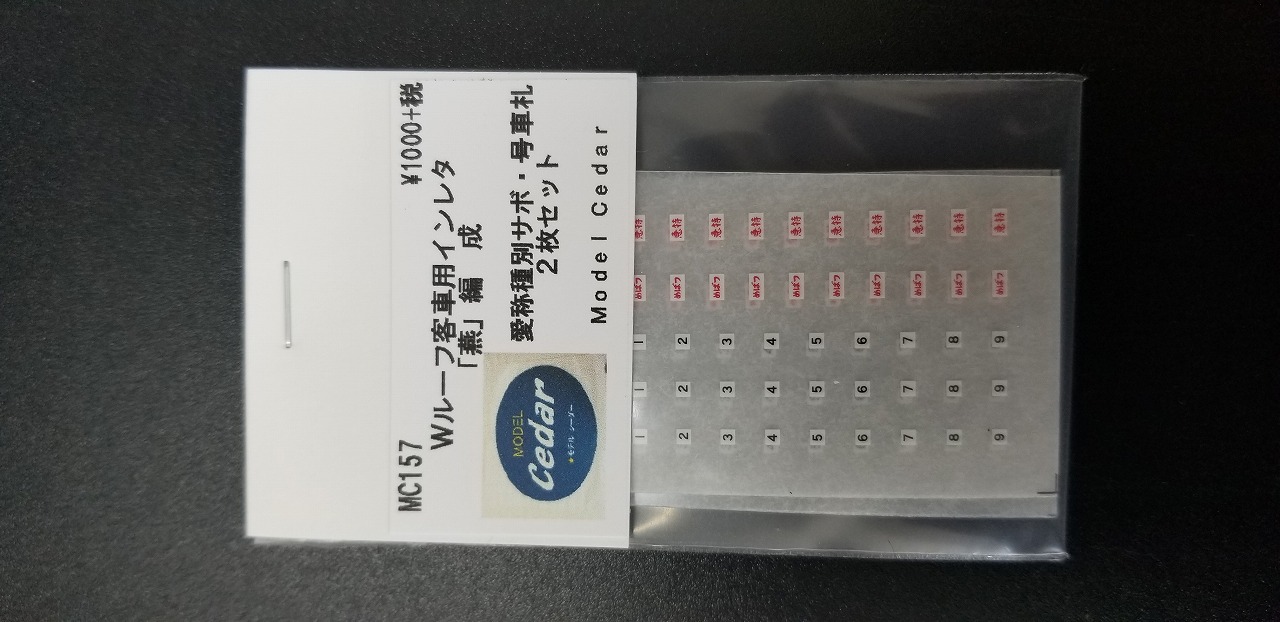 MC157 ¥1000+税
Wルーフ客車用インレタ
「燕」編 成
愛称種別サボ・号車札
2枚セット
Model Cedar
MODEL
Cedar
★モデル シーダー
1 1 1 めばつ 急特
2 2 2 めばつ 急特
3 3 3 めばつ 急特
4 4 4 めばつ 急特
めばつ 急特
5 5 5 めばつ 急特
6 6 6 めばつ 急特
7 7 7 めばつ 急特
8 8 8 めばつ 急特
9 9 9 めばつ 急特